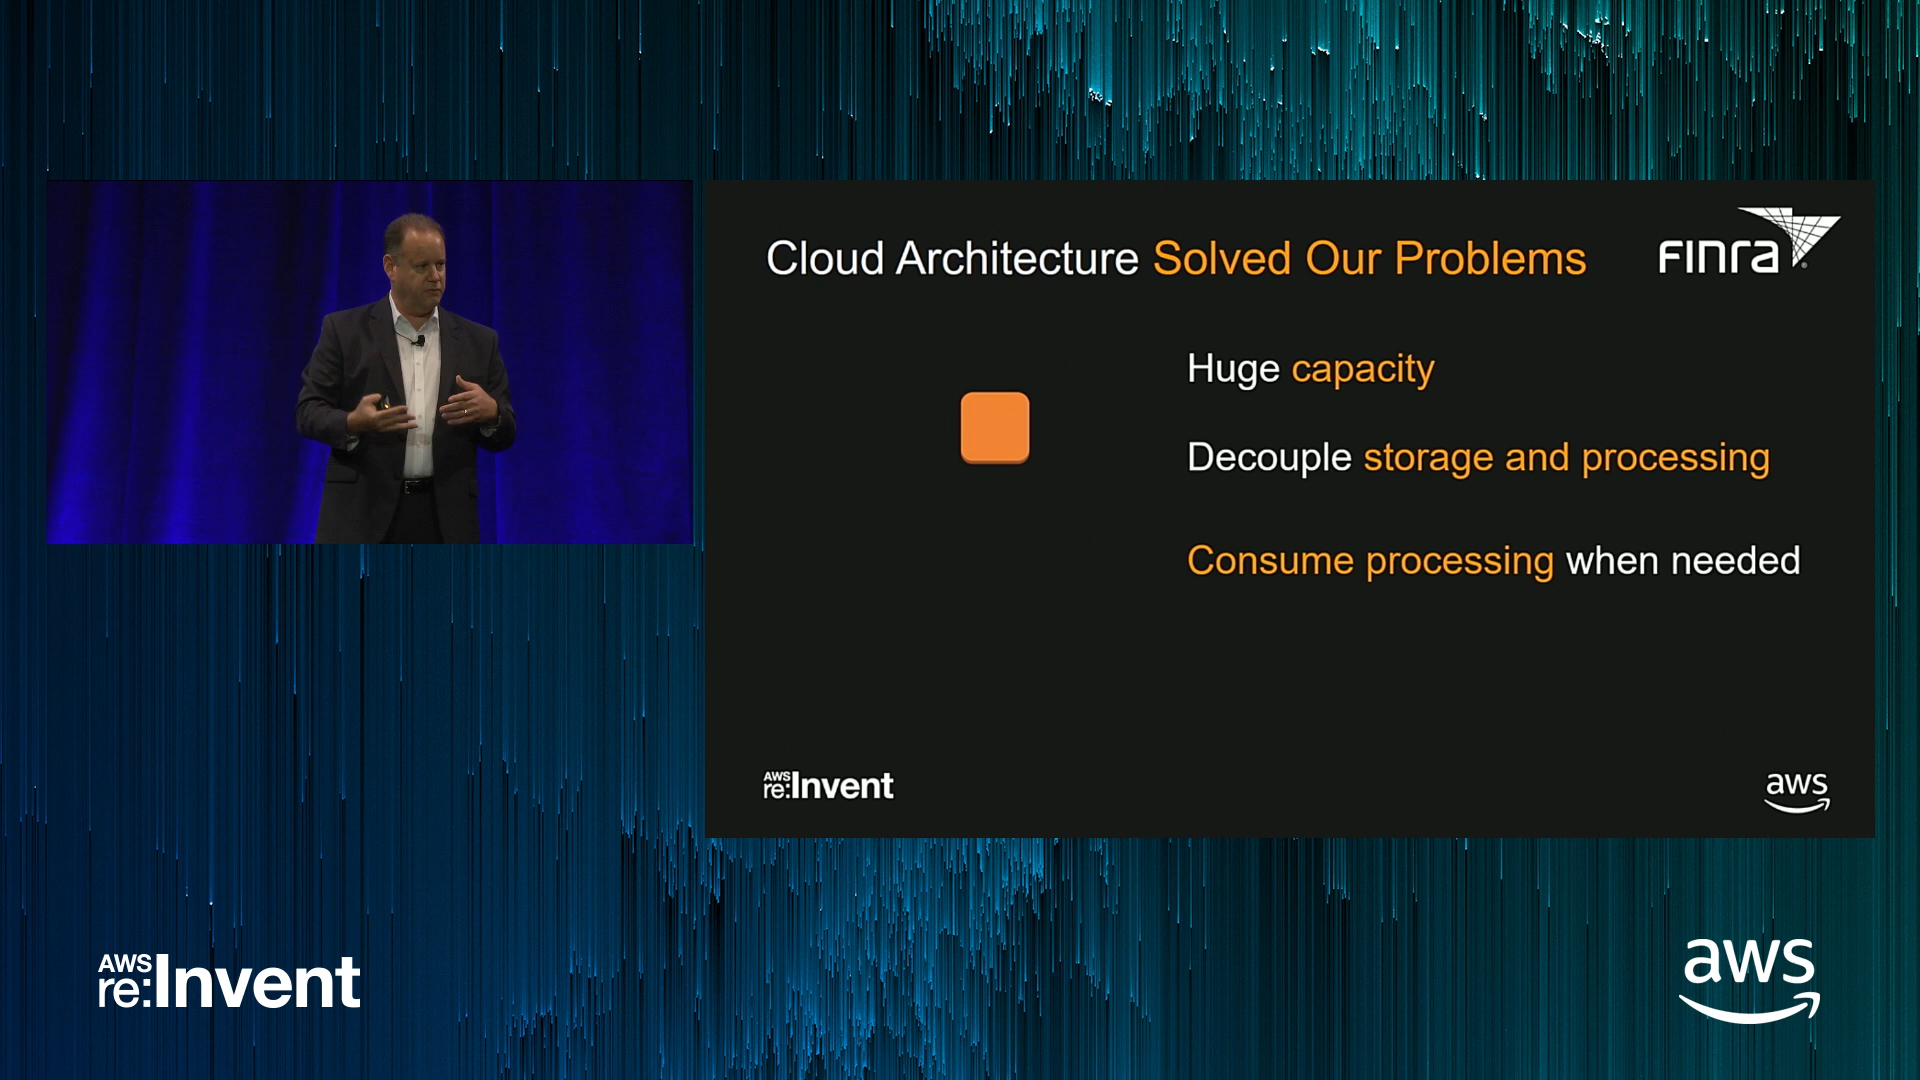 Cloud Architecture Solved Our Problems
FINRA
Huge capacity
Decouple storage and processing
Consume processing when needed
AWS
re:Invent
aws
AWS
re:Invent
aws